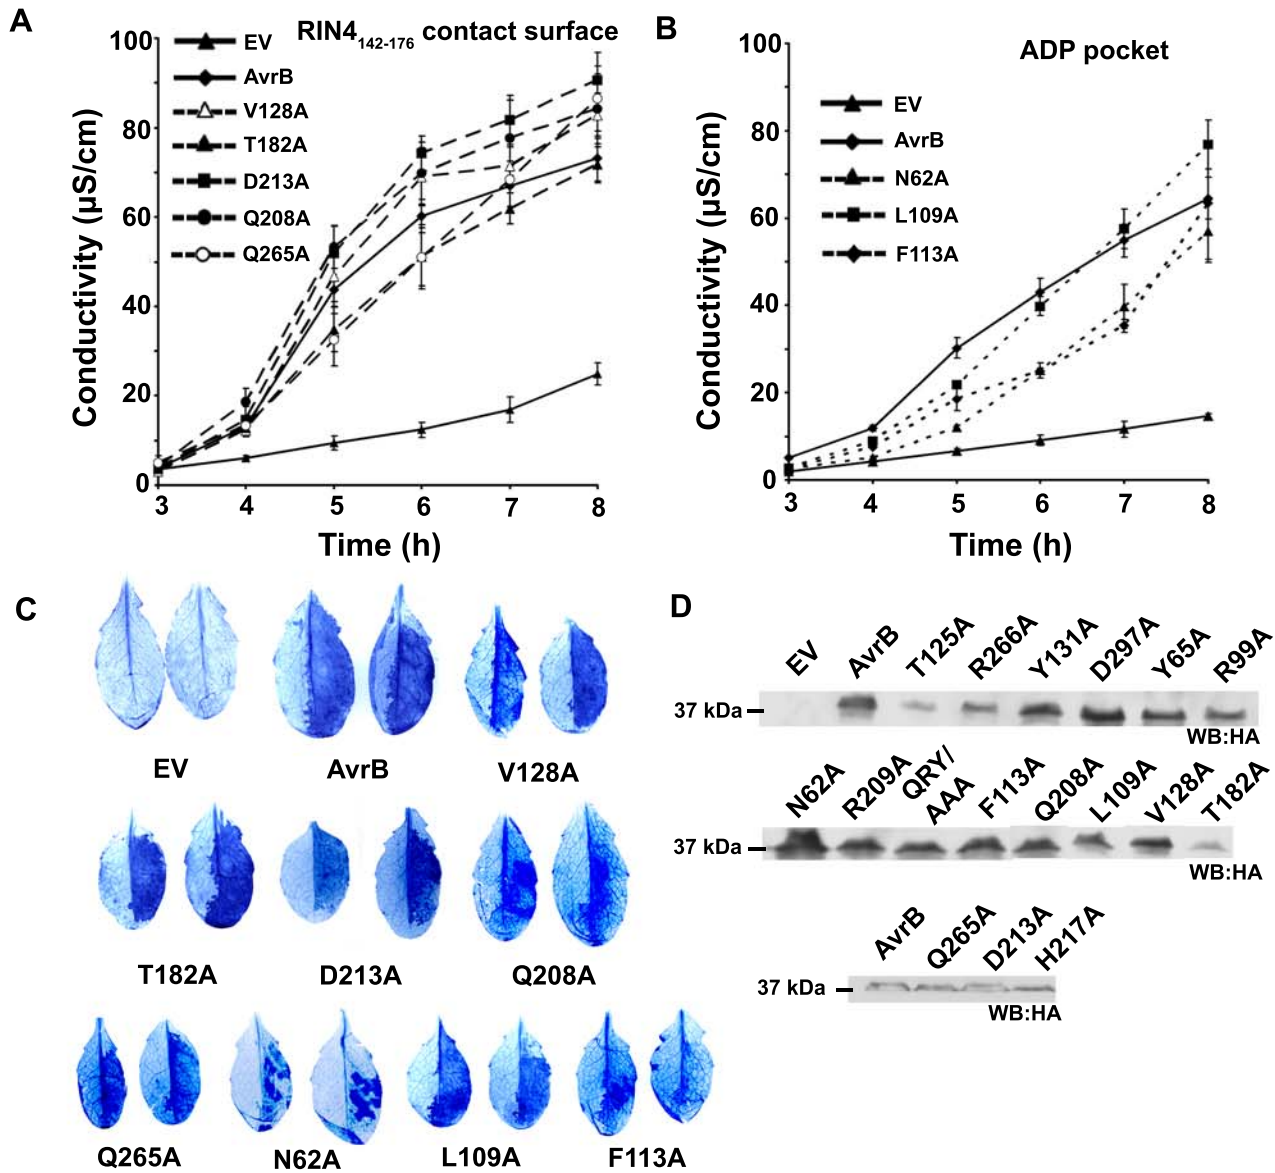 A
RIN4142-176 contact surface
EV
AvrB
V128A
T182A
D213A
Q208A
Q265A
Conductivity (µS/cm)
100
80
60
40
20
0
3 4 5 6 7 8
Time (h)
B
ADP pocket
EV
AvrB
N62A
L109A
F113A
Conductivity (µS/cm)
100
80
60
40
20
0
3 4 5 6 7 8
Time (h)
C
EV AvrB V128A
T182A D213A Q208A
Q265A N62A L109A F113A
D
EV AvrB T125A R266A Y131A D297A Y65A R99A
37 kDa
WB:HA
N62A R209A QRY/ F113A Q208A L109A V128A T182A
AAA
37 kDa
WB:HA
AvrB Q265A D213A H217A
37 kDa
WB:HA